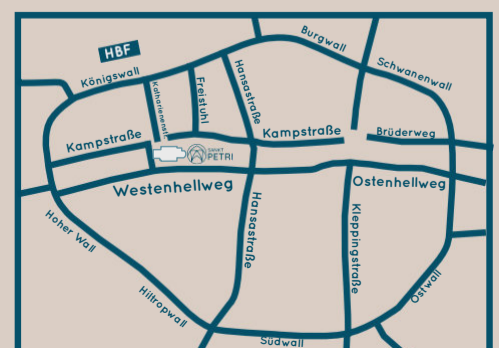 Burgwall
HBF
Schwanenwall
Königswall
Katharinenstr.
Freistuhl
Hansastraße
Kampstraße
Kampstraße
Brüderweg
SANKT
PETRI
Westenhellweg
Ostenhellweg
Hansastraße
Kleppingstraße
Hoher Wall
Ostwall
Hiltropwall
Südwall